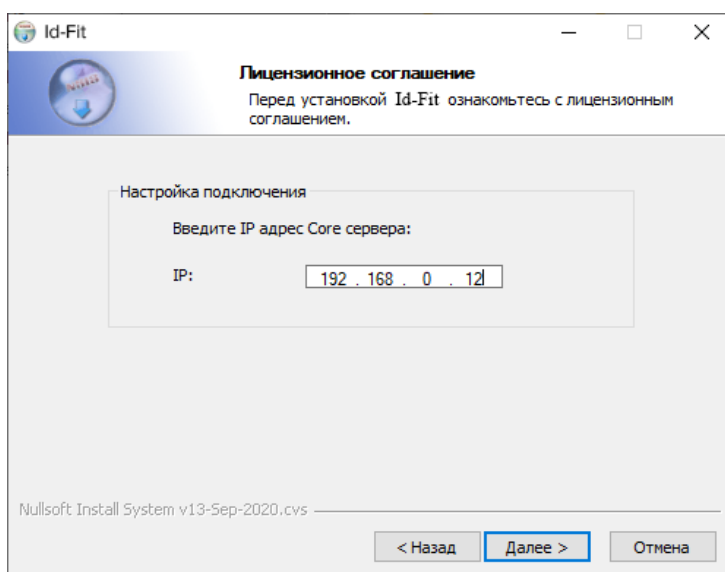 Id-Fit
Лицензионное соглашение
Перед установкой Id-Fit ознакомьтесь с лицензионным
соглашением.
Настройка подключения
Введите IP адрес Core сервера:
IP: 192 . 168 . 0 . 12
Nullsoft Install System v13-Sep-2020.cvs
< Назад Далее > Отмена